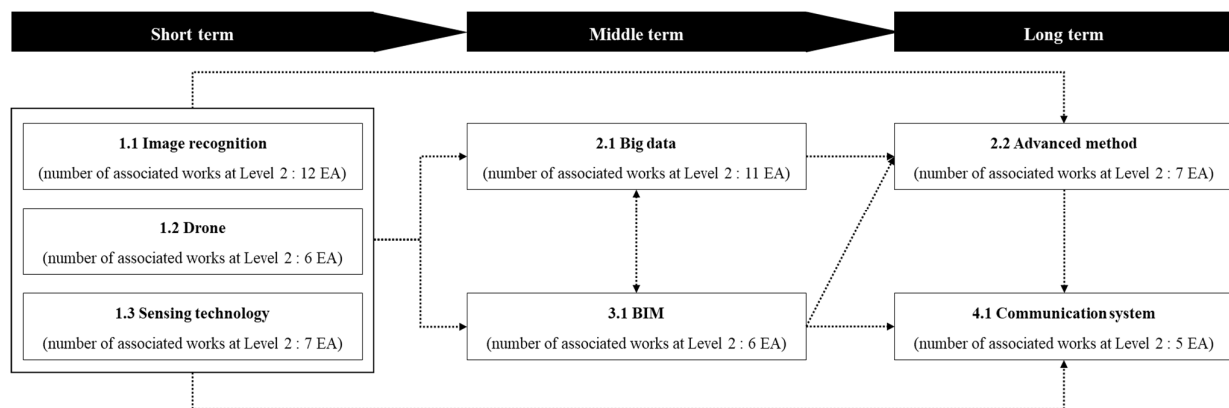 Short term
Middle term
Long term
1.1 Image recognition
(number of associated works at Level 2 : 12 EA)
1.2 Drone
(number of associated works at Level 2 : 6 EA)
1.3 Sensing technology
(number of associated works at Level 2 : 7 EA)
2.1 Big data
(number of associated works at Level 2 : 11 EA)
3.1 BIM
(number of associated works at Level 2 : 6 EA)
2.2 Advanced method
(number of associated works at Level 2 : 7 EA)
4.1 Communication system
(number of associated works at Level 2 : 5 EA)